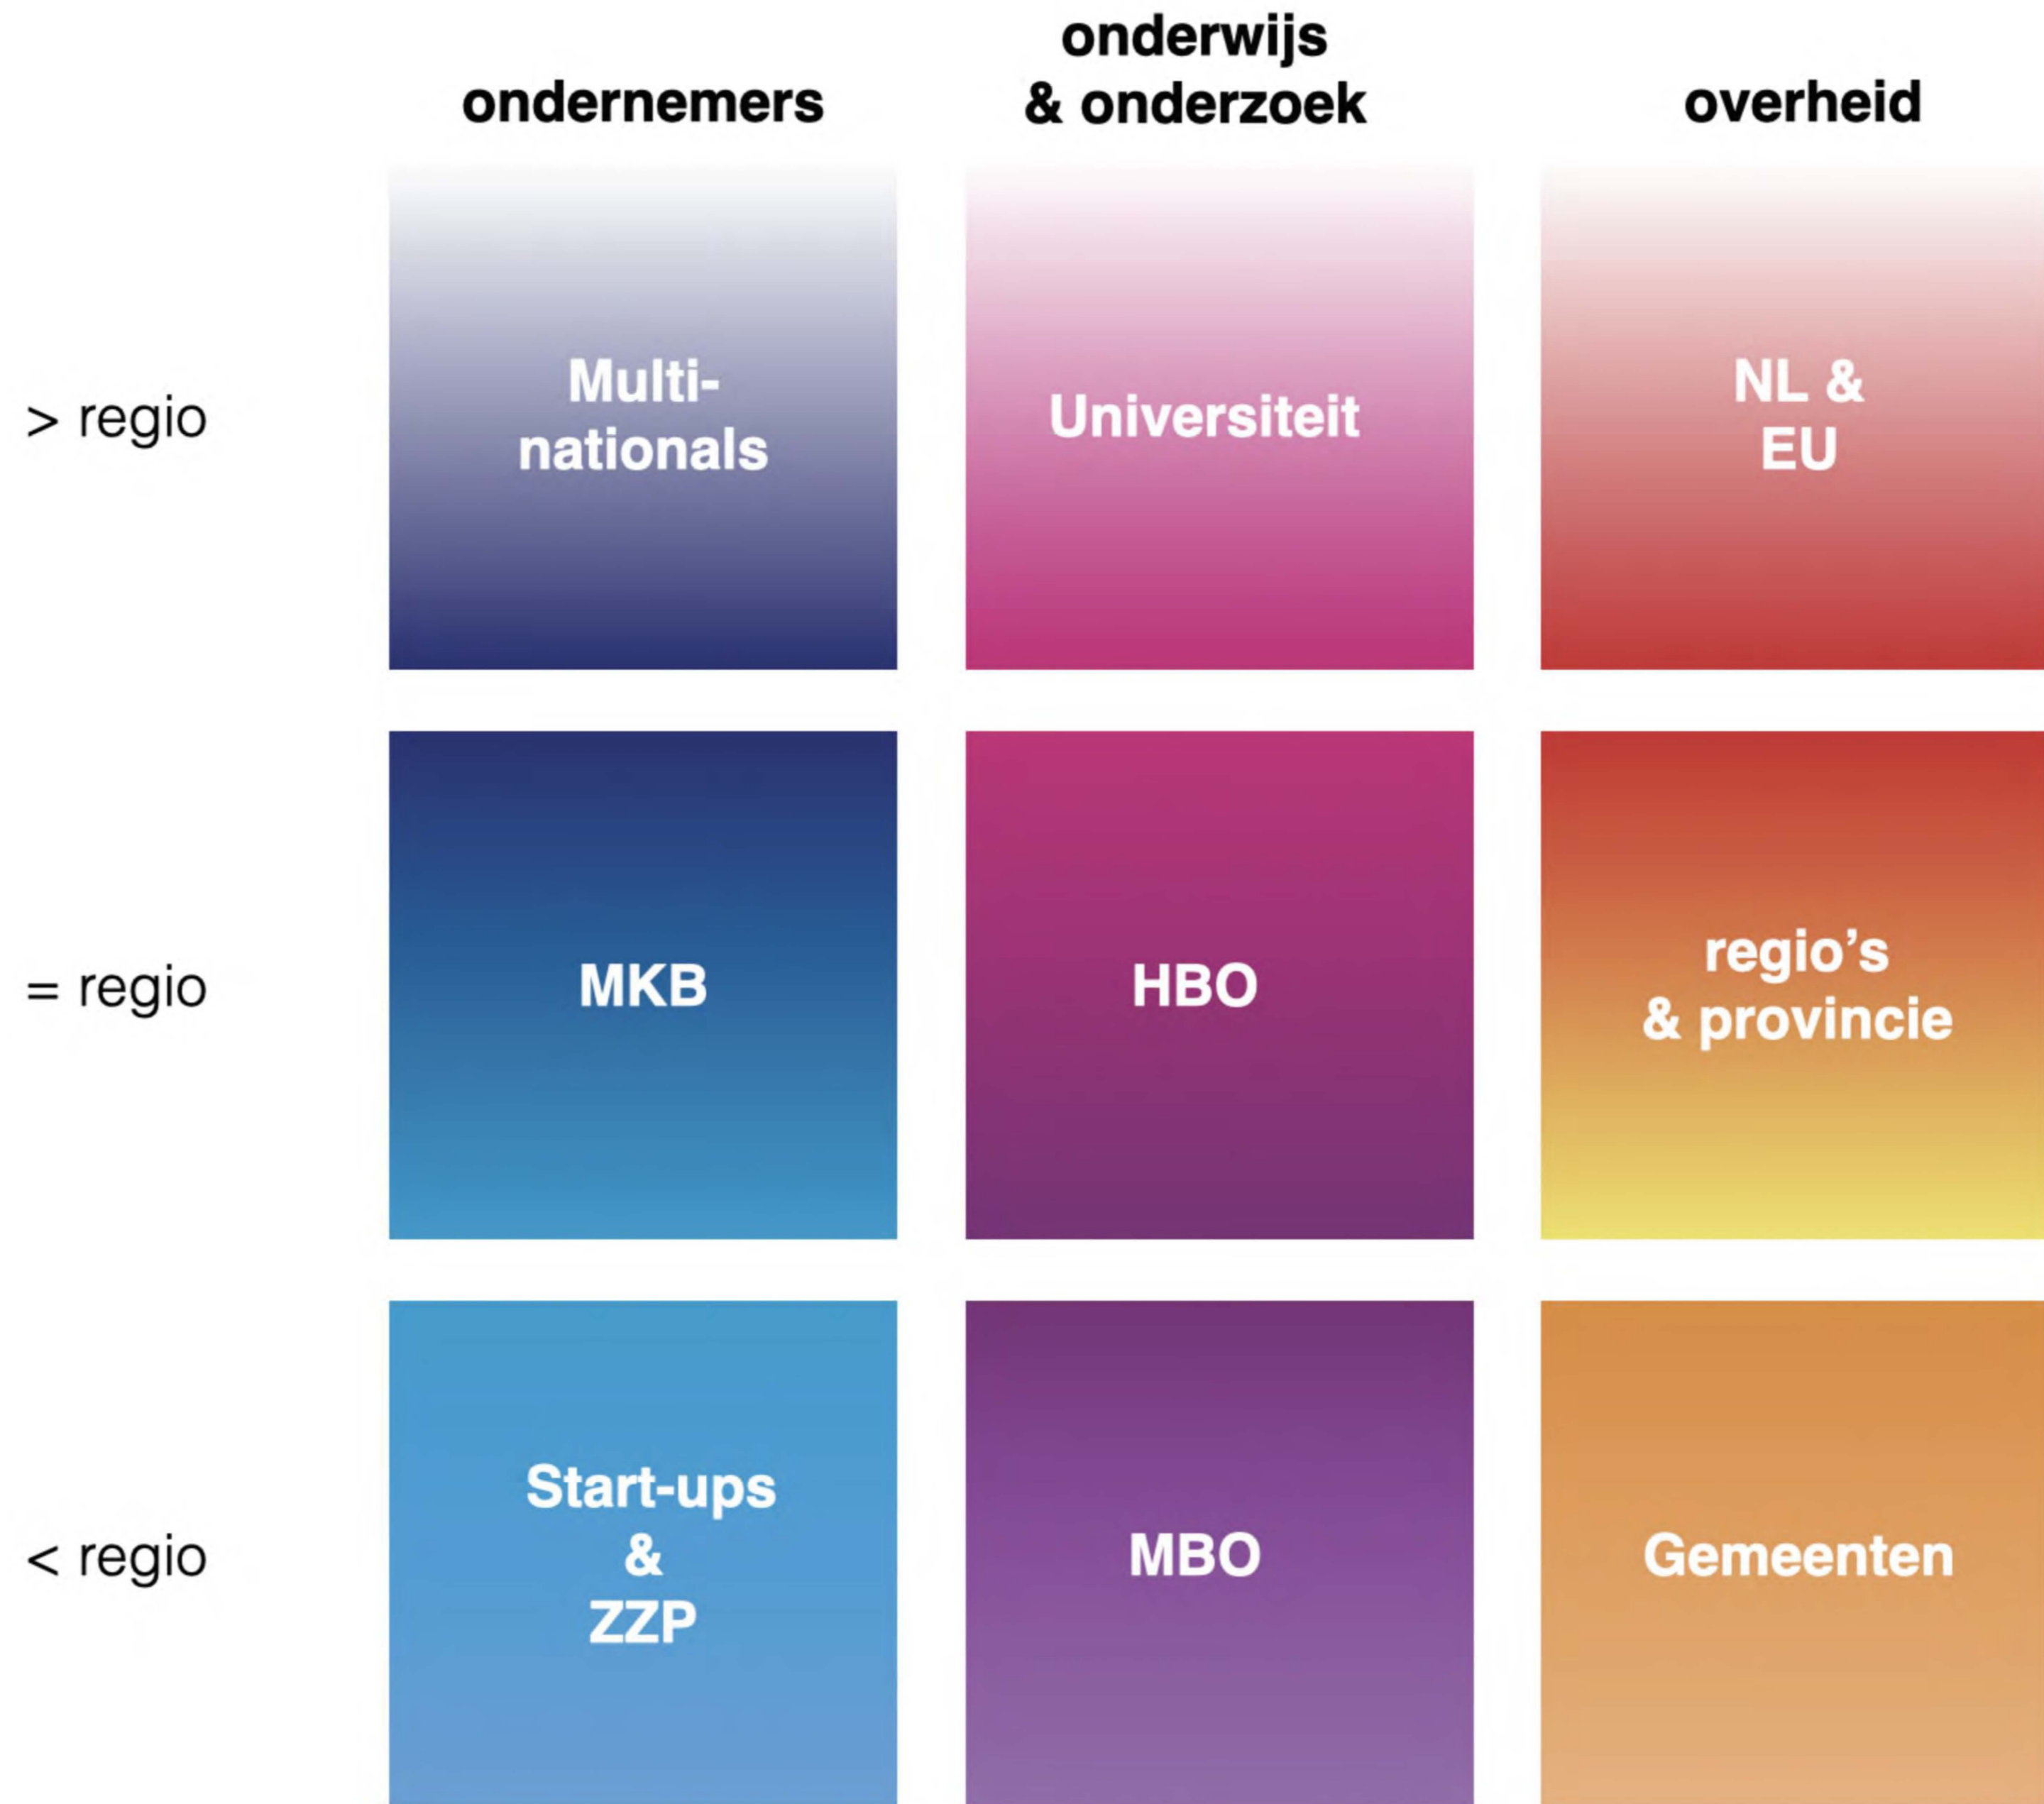 onderwijs
& onderzoek
ondernemers
overheid
> regio
Multi-
nationals
Universiteit
NL &
EU
= regio
MKB
HBO
regio's
& provincie
< regio
Start-ups
&
ZZP
MBO
Gemeenten